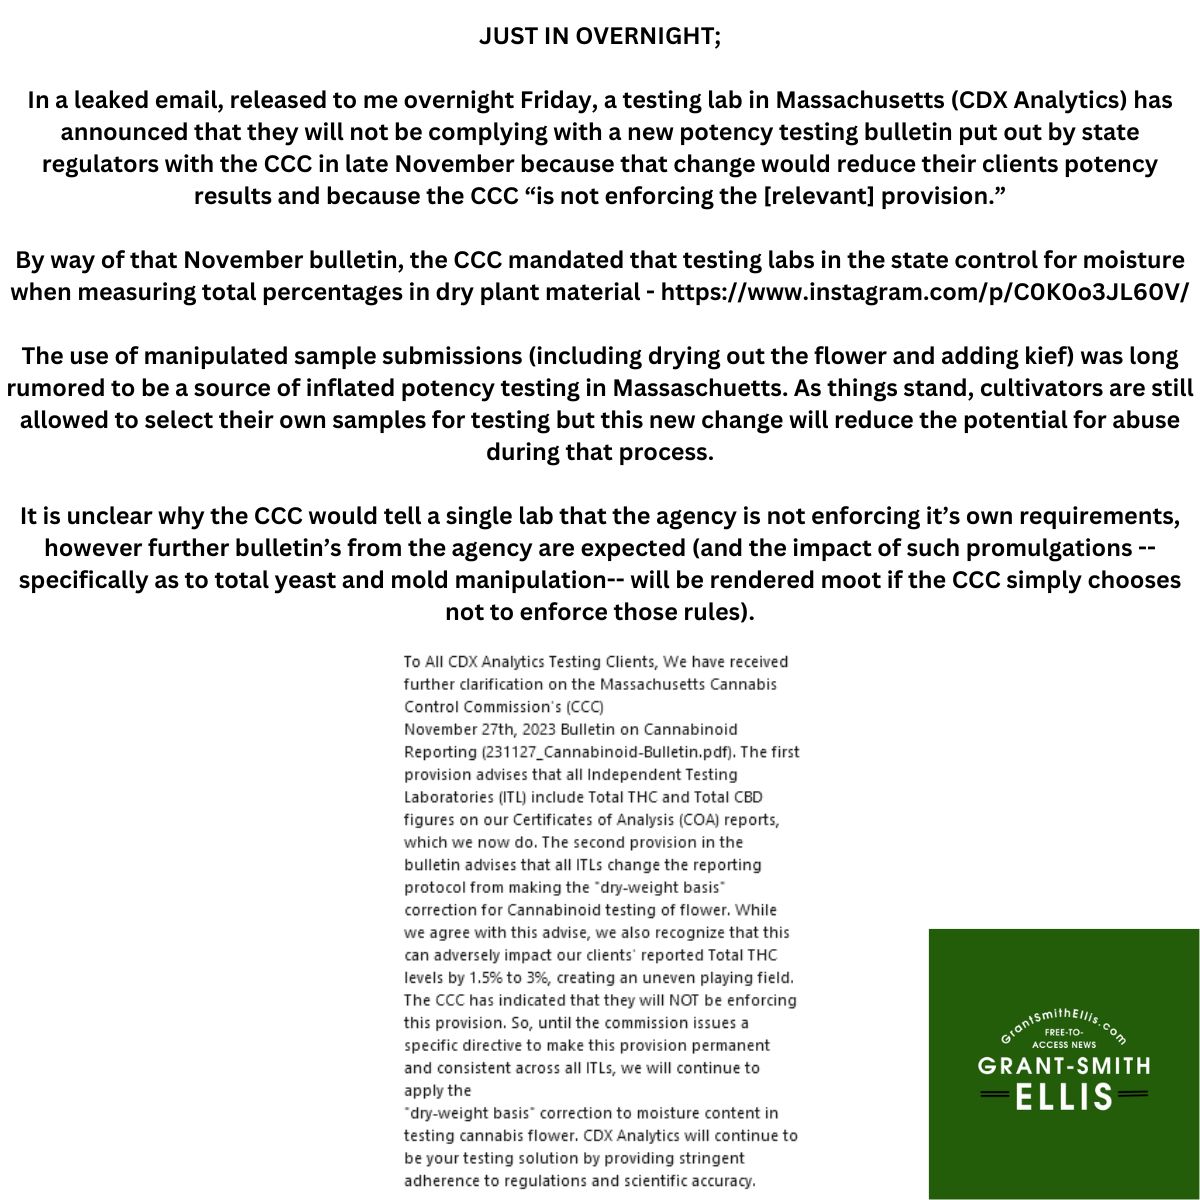 JUST IN OVERNIGHT;
In a leaked email, released to me overnight Friday, a testing lab in Massachusetts (CDX Analytics) has
announced that they will not be complying with a new potency testing bulletin put out by state
regulators with the CCC in late November because that change would reduce their clients potency
results and because the CCC “is not enforcing the [relevant] provision.”
By way of that November bulletin, the CCC mandated that testing labs in the state control for moisture
when measuring total percentages in dry plant material - https://www.instagram.com/p/C0K0o3JL60V/
The use of manipulated sample submissions (including drying out the flower and adding kief) was long
rumored to be a source of inflated potency testing in Massaschuetts. As things stand, cultivators are still
allowed to select their own samples for testing but this new change will reduce the potential for abuse
during that process.
It is unclear why the CCC would tell a single lab that the agency is not enforcing it’s own requirements,
however further bulletin’s from the agency are expected (and the impact of such promulgations --
specifically as to total yeast and mold manipulation-- will be rendered moot if the CCC simply chooses
not to enforce those rules).
To All CDX Analytics Testing Clients, We have received
further clarification on the Massachusetts Cannabis
Control Commission's (CCC)
November 27th, 2023 Bulletin on Cannabinoid
Reporting (231127_Cannabinoid-Bulletin.pdf). The first
provision advises that all Independent Testing
Laboratories (ITL) include Total THC and Total CBD
figures on our Certificates of Analysis (COA) reports,
which we now do. The second provision in the
bulletin advises that all ITLs change the reporting
protocol from making the "dry-weight basis"
correction for Cannabinoid testing of flower. While
we agree with this advise, we also recognize that this
can adversely impact our clients' reported Total THC
levels by 1.5% to 3%, creating an uneven playing field.
The CCC has indicated that they will NOT be enforcing
this provision. So, until the commission issues a
specific directive to make this provision permanent
and consistent across all ITLs, we will continue to
apply the
"dry-weight basis" correction to moisture content in
testing cannabis flower. CDX Analytics will continue to
be your testing solution by providing stringent
adherence to regulations and scientific accuracy.
GrantSmithEllis.com
FREE-TO-
ACCESS NEWS
GRANT-SMITH
ELLIS